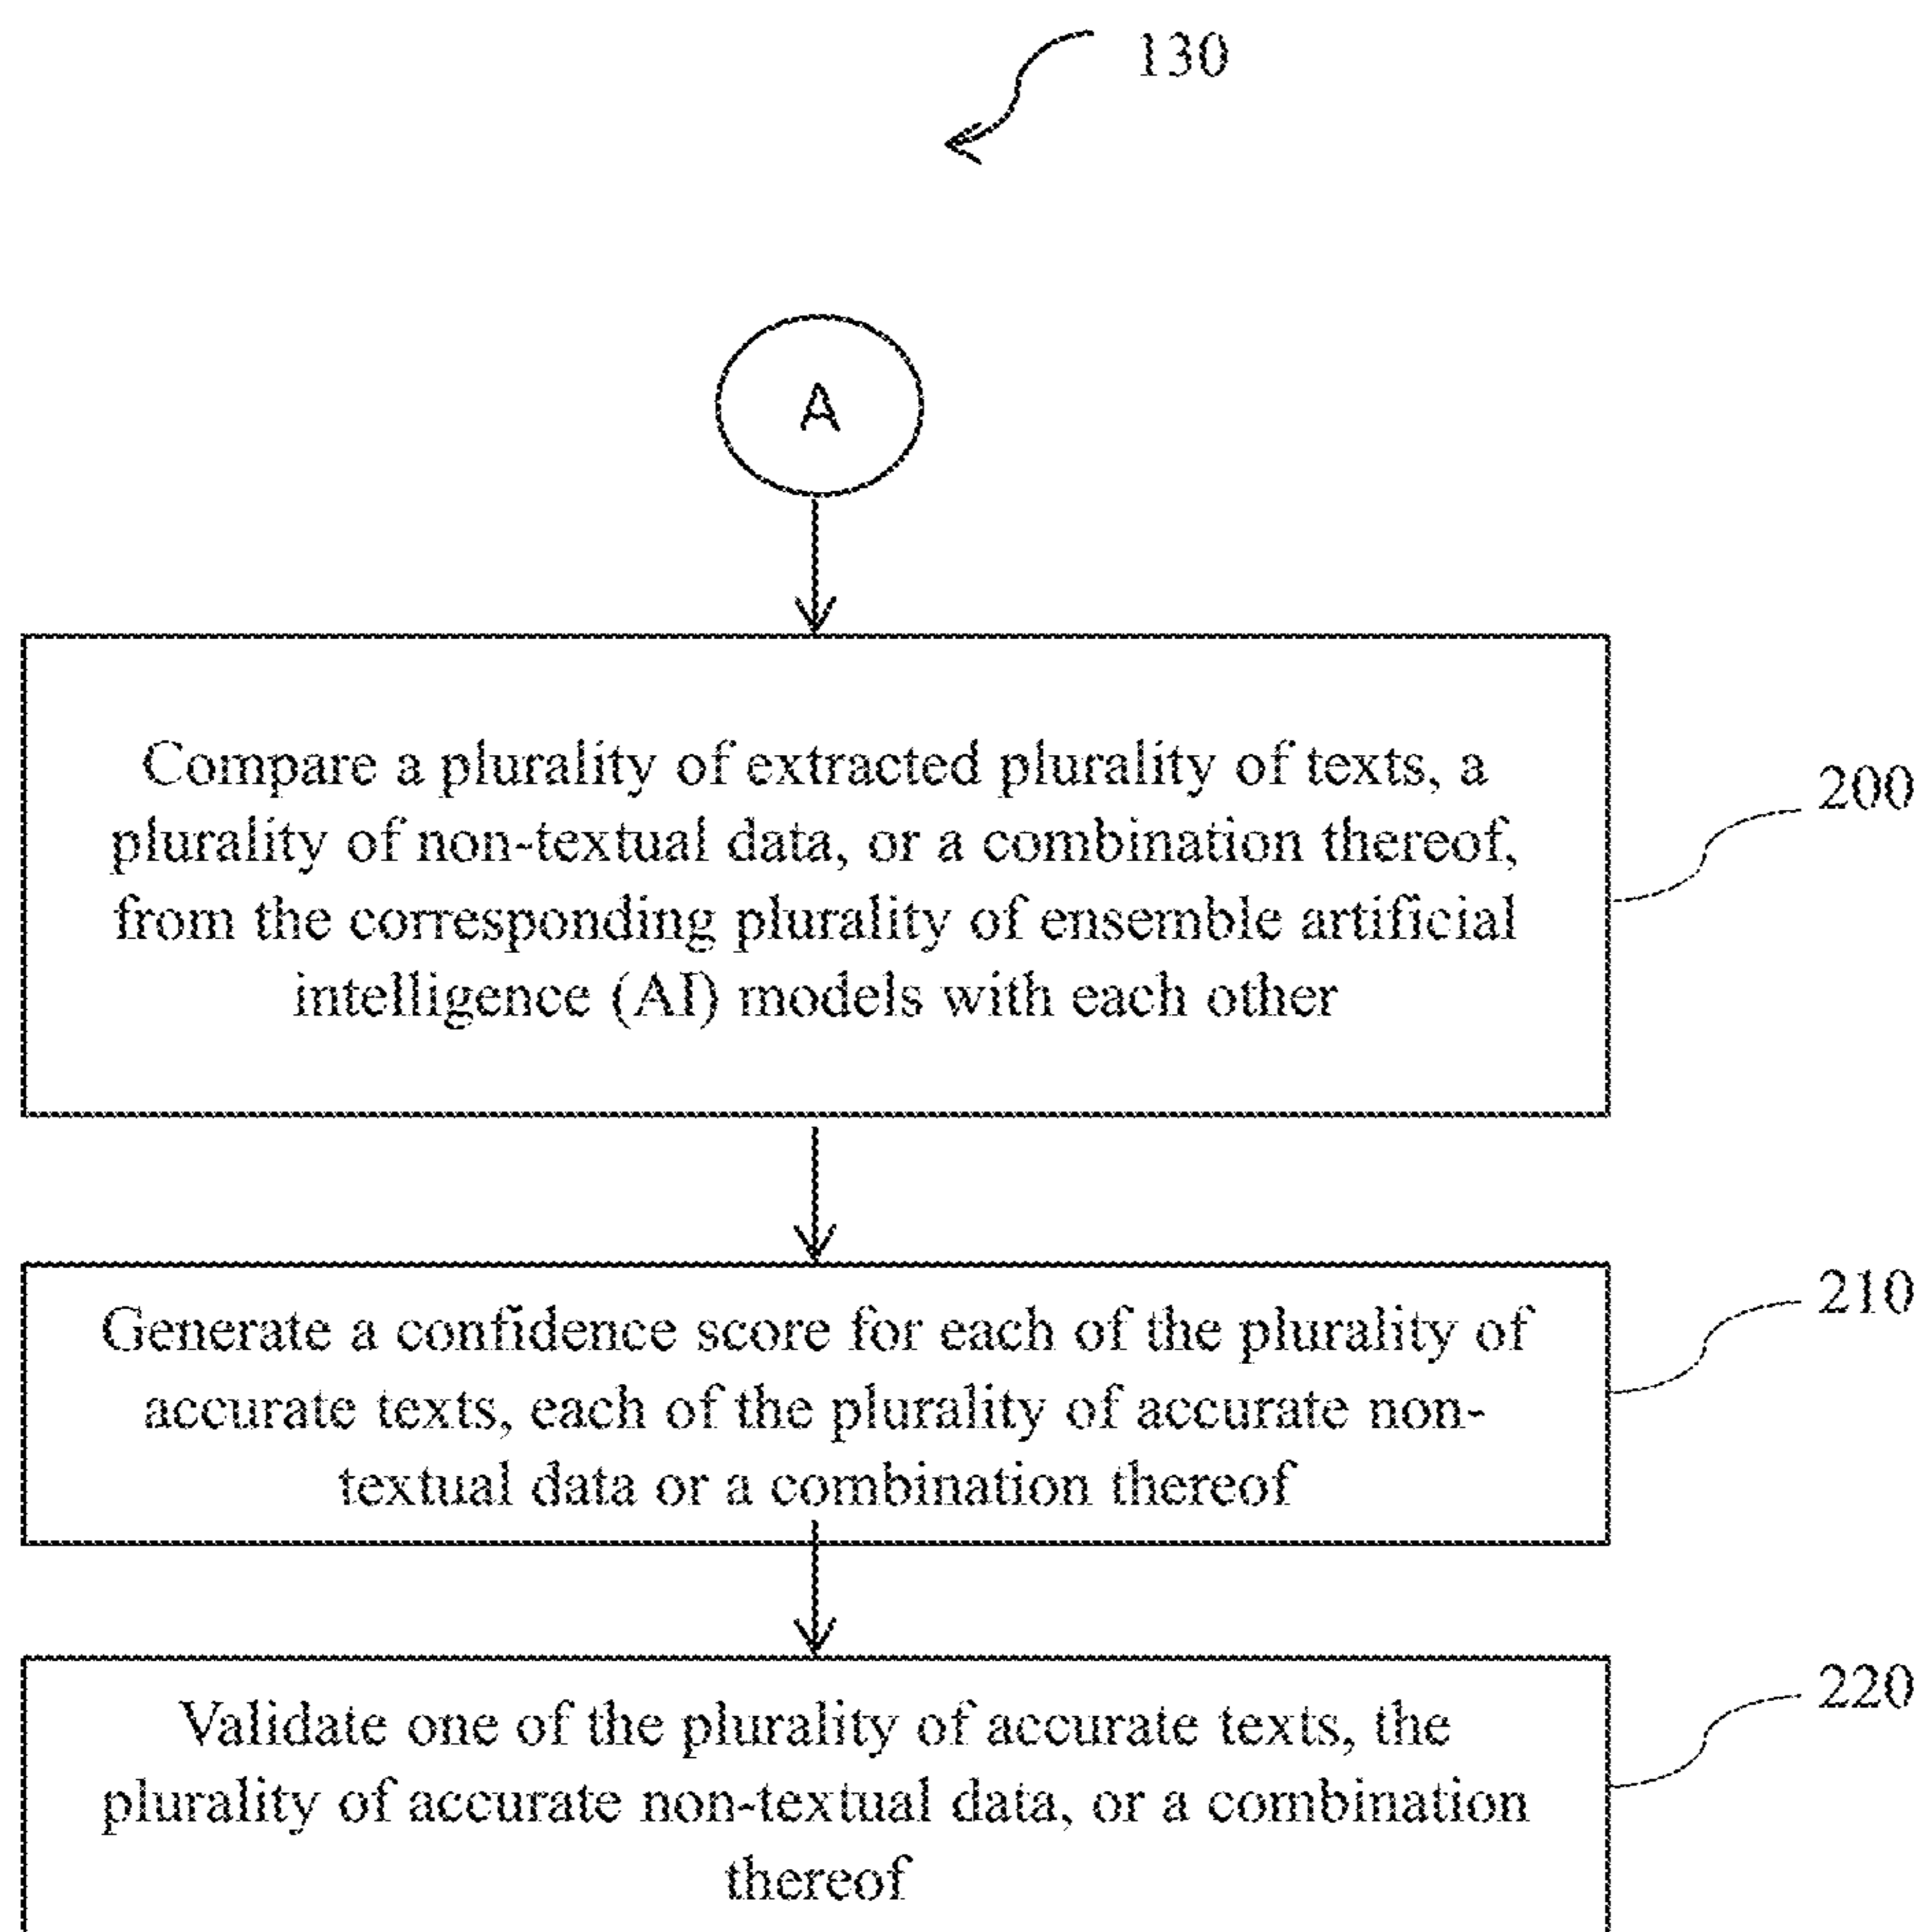 130
A
Compare a plurality of extracted plurality of texts, a
plurality of non-textual data, or a combination thereof,
from the corresponding plurality of ensemble artificial
intelligence (AI) models with each other
200
Generate a confidence score for each of the plurality of
accurate texts, each of the plurality of accurate non-
textual data or a combination thereof
210
Validate one of the plurality of accurate texts, the
plurality of accurate non-textual data, or a combination
thereof
220